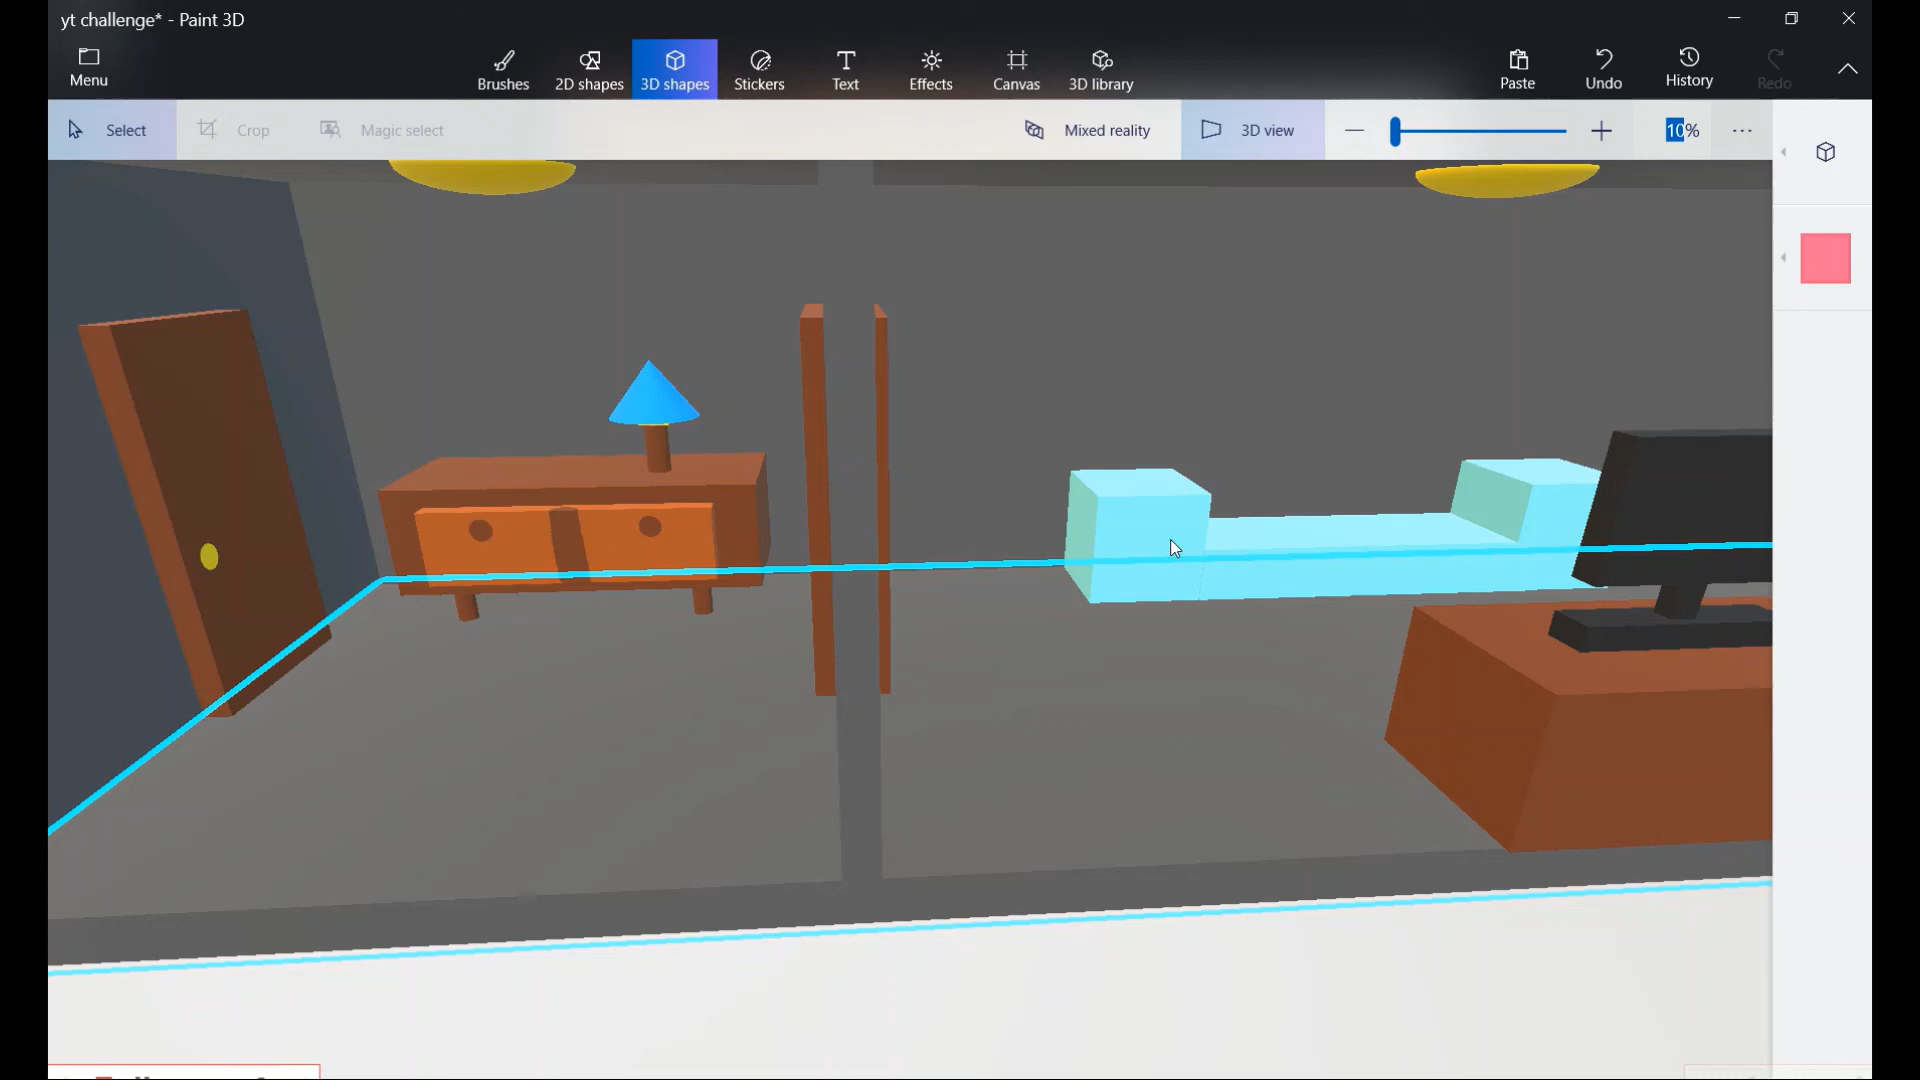 yt challenge* - Paint 3D
Menu
Brushes
2D shapes
3D shapes
Stickers
Text
Effects
Canvas
3D library
Paste
Undo
History
Redo
Select
Crop
Magic select
Mixed reality
3D view
10%